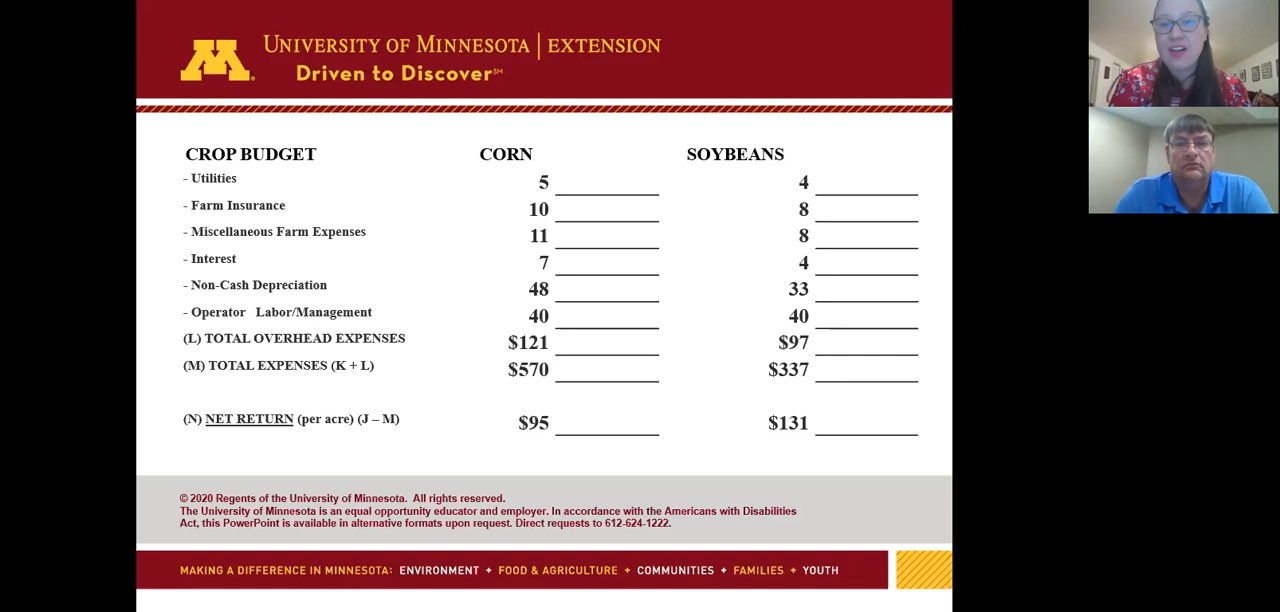 M
UNIVERSITY OF MINNESOTA | EXTENSION
Driven to Discover℠
CROP BUDGET CORN SOYBEANS
- Utilities 5 4
- Farm Insurance 10 8
- Miscellaneous Farm Expenses 11 8
- Interest 7 4
- Non-Cash Depreciation 48 33
- Operator Labor/Management 40 40
(L) TOTAL OVERHEAD EXPENSES $121 $97
(M) TOTAL EXPENSES (K + L) $570 $337
(N) NET RETURN (per acre) (J – M) $95 $131
© 2020 Regents of the University of Minnesota. All rights reserved.
The University of Minnesota is an equal opportunity educator and employer. In accordance with the Americans with Disabilities
Act, this PowerPoint is available in alternative formats upon request. Direct requests to 612-624-1222.
MAKING A DIFFERENCE IN MINNESOTA: ENVIRONMENT + FOOD & AGRICULTURE + COMMUNITIES + FAMILIES + YOUTH